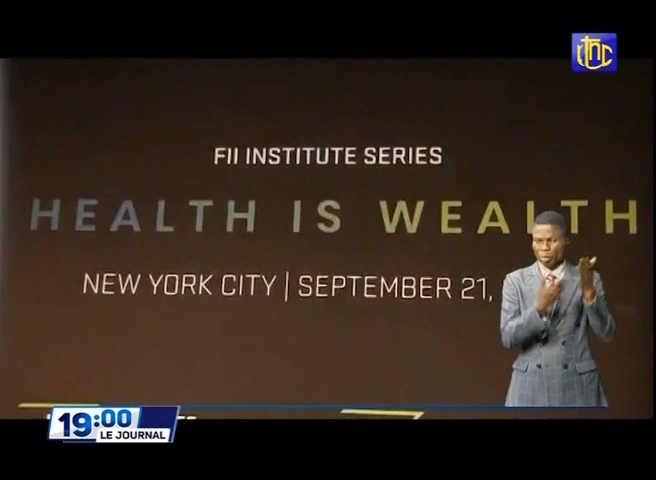 FII INSTITUTE SERIES
HEALTH IS WEALTH
NEW YORK CITY | SEPTEMBER 21,
19:00
LE JOURNAL